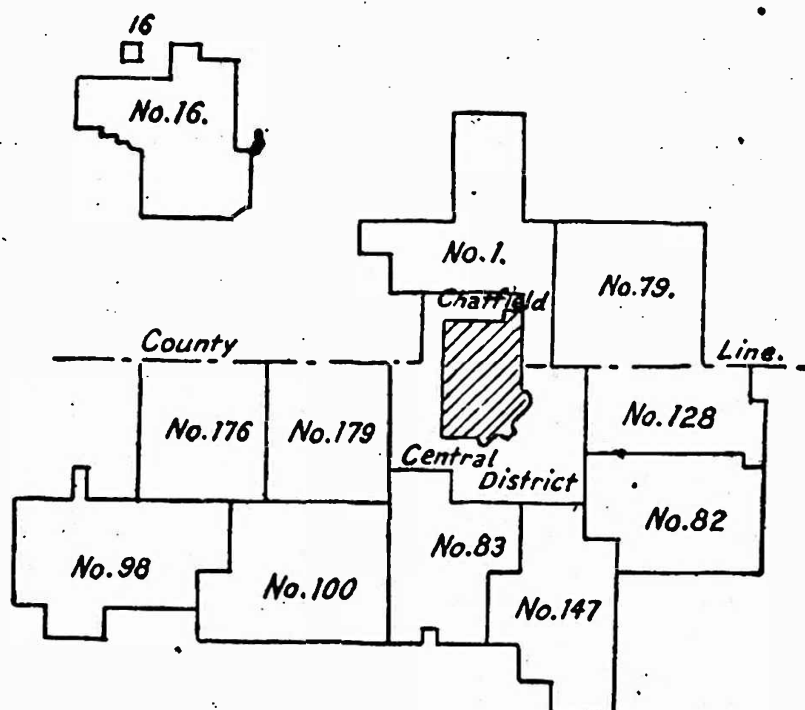 16
No.16.
No.1.
No.79.
Chatfield
County
Line.
No.176
No.179
No.128
Central
District
No.98
No.100
No.83
No.82
No.147